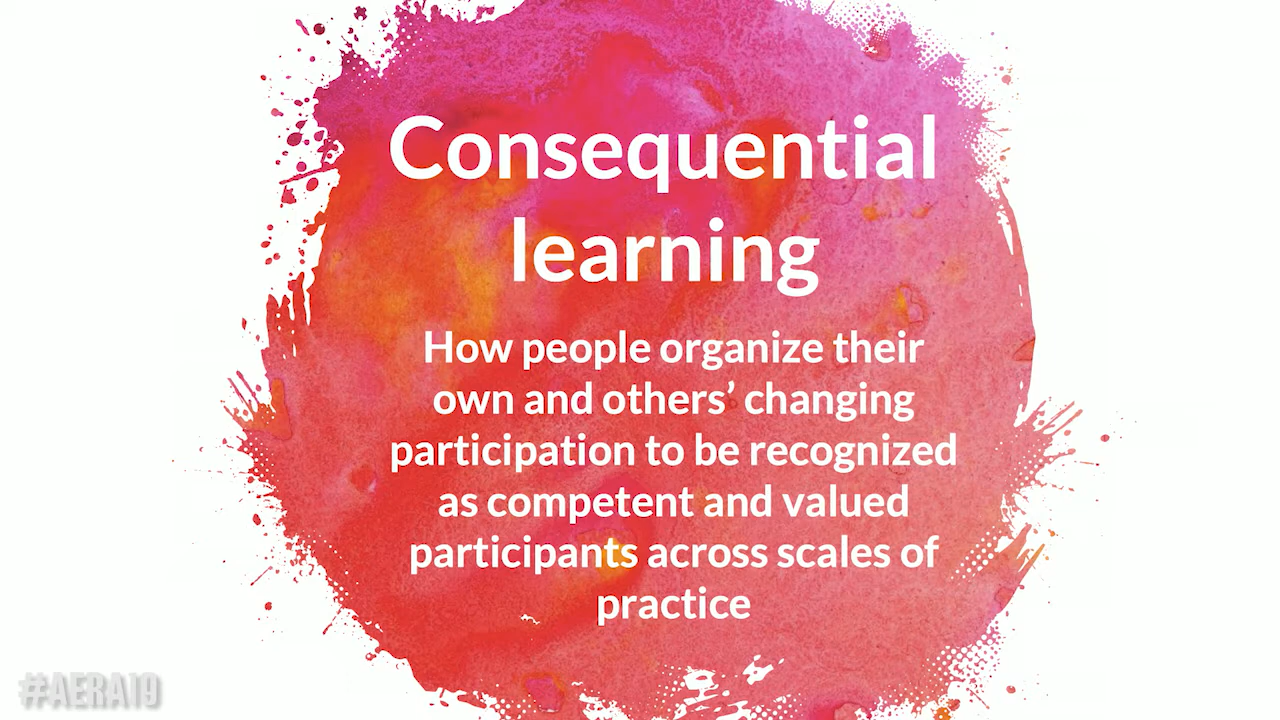 Consequential
learning
How people organize their
own and others’ changing
participation to be recognized
as competent and valued
participants across scales of
practice
#AERA19